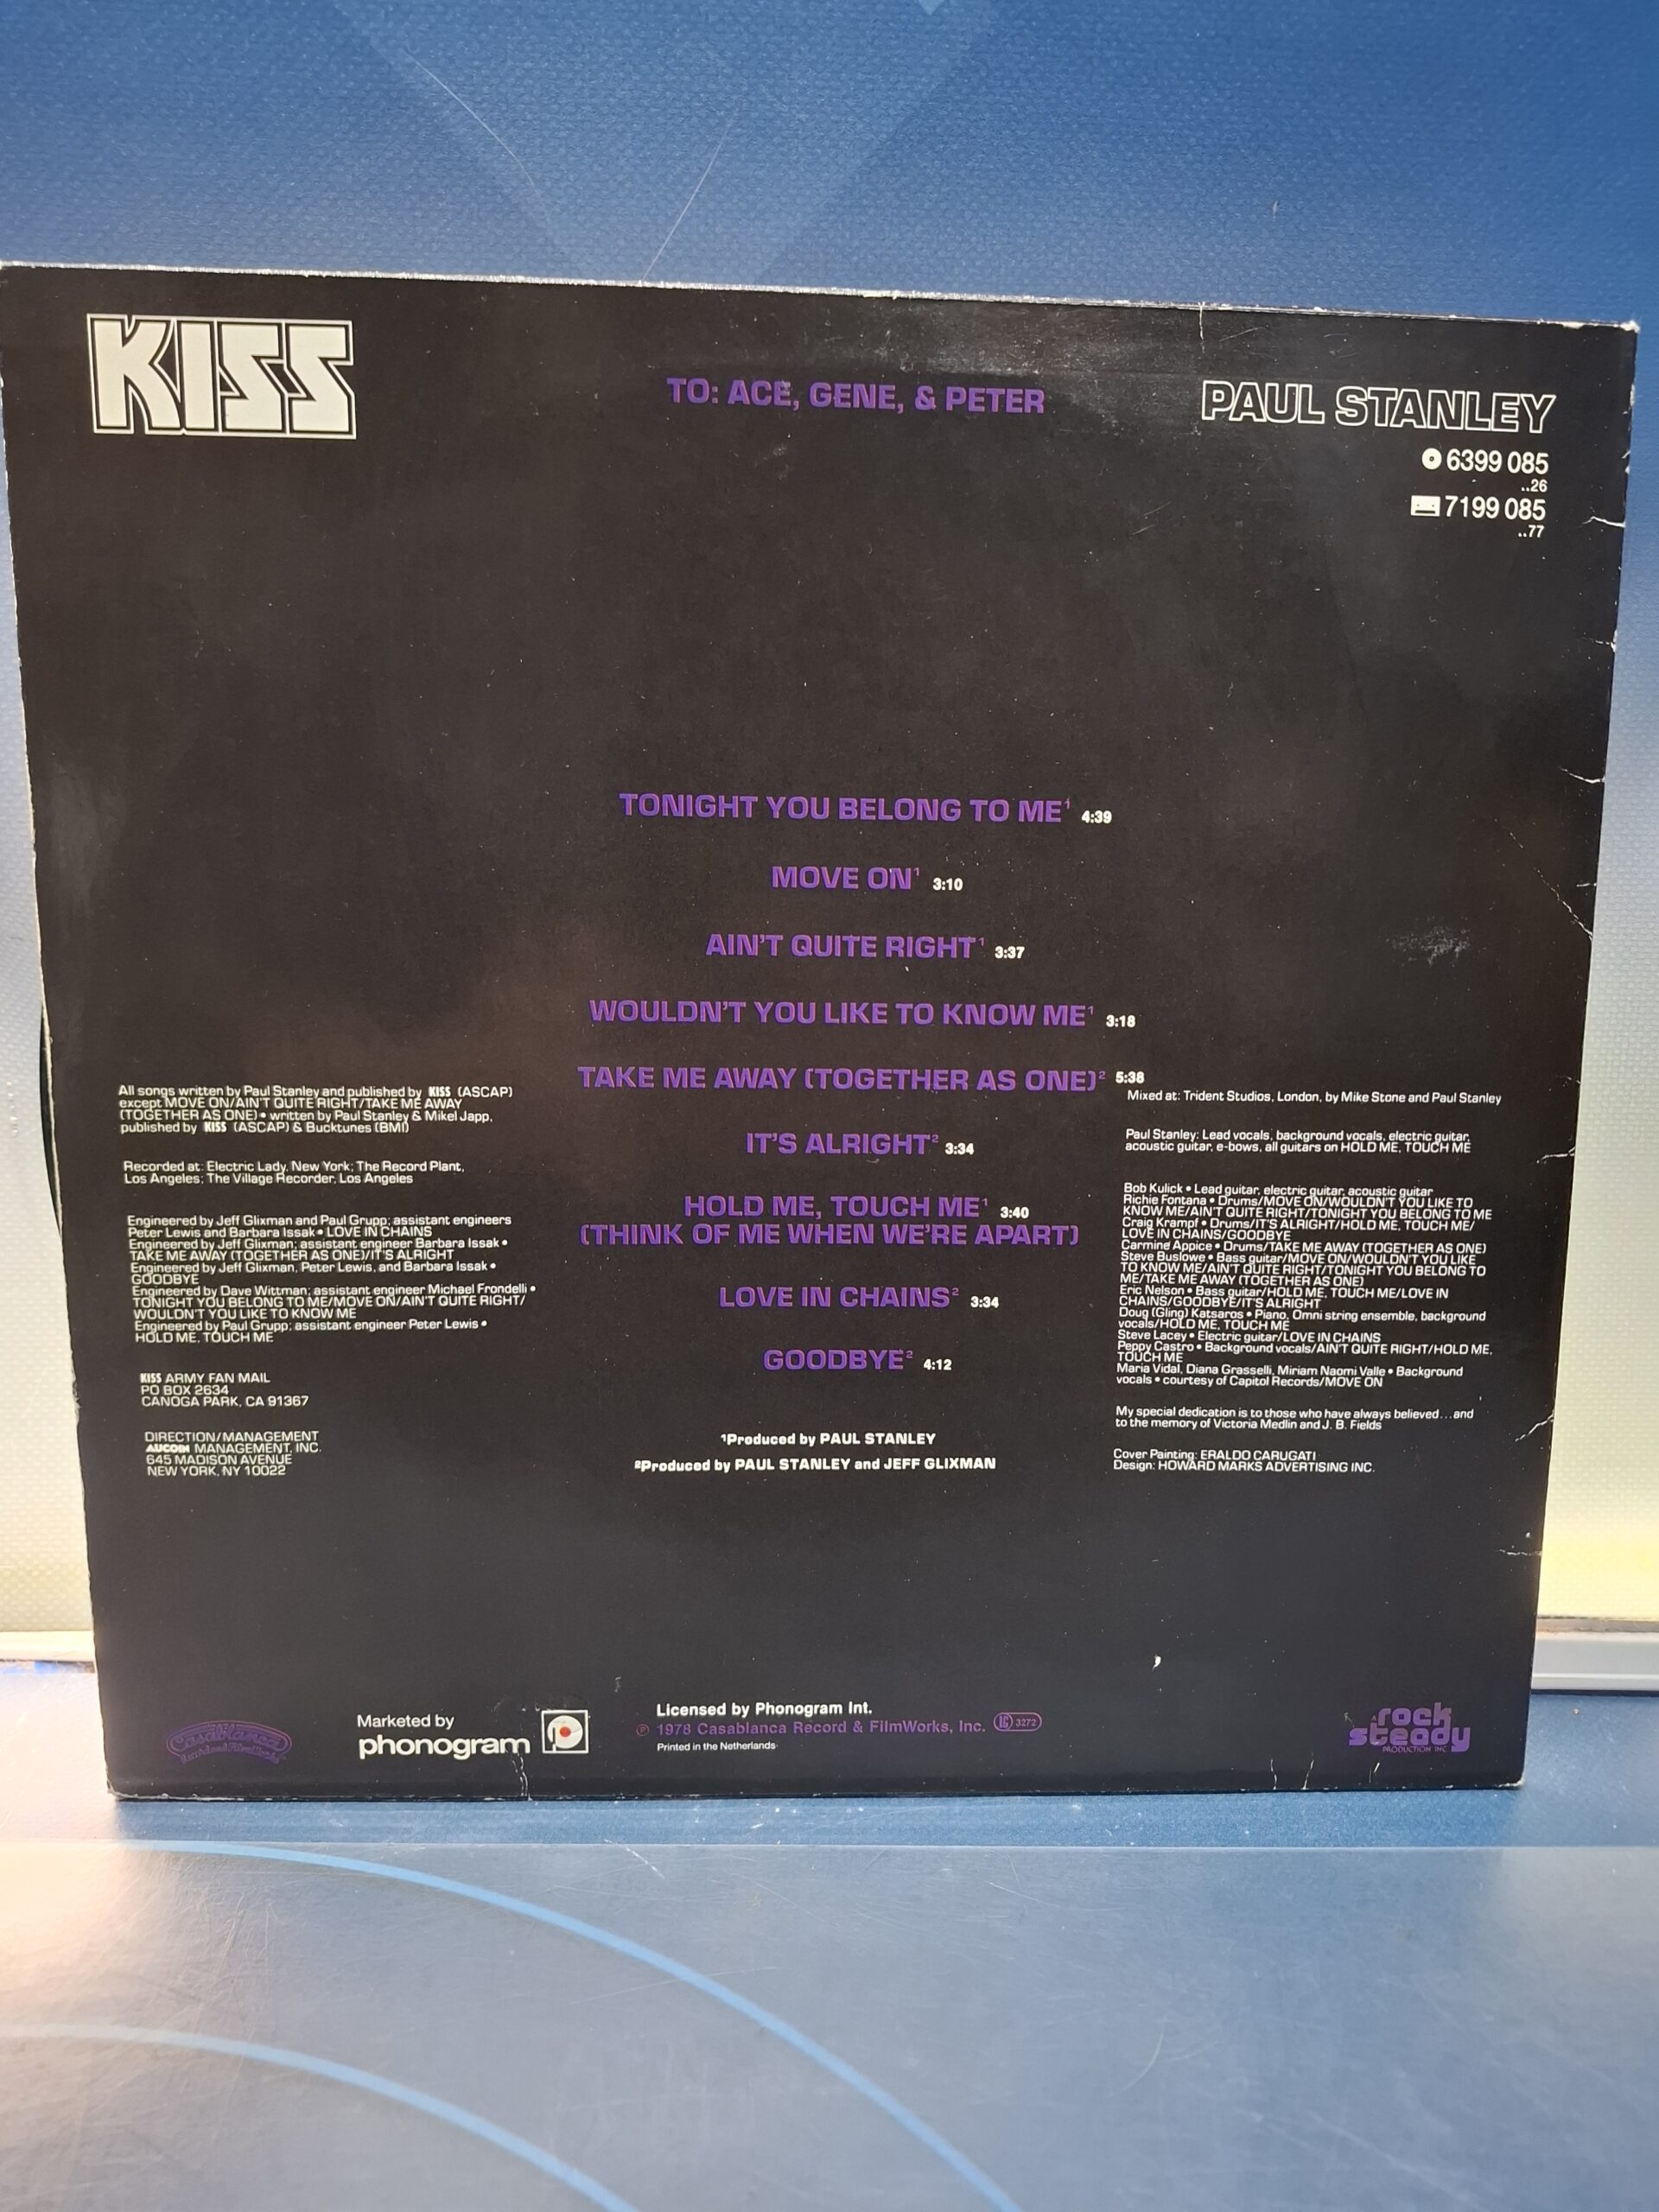 KISS
TO: ACE, GENE, & PETER
PAUL STANLEY
6399 085
..26
7199 085
..77
TONIGHT YOU BELONG TO ME¹ 4:39
MOVE ON¹ 3:10
AIN'T QUITE RIGHT¹ 3:37
WOULDN'T YOU LIKE TO KNOW ME¹ 3:18
TAKE ME AWAY (TOGETHER AS ONE)² 5:38
IT'S ALRIGHT² 3:34
HOLD ME, TOUCH ME¹ 3:40
(THINK OF ME WHEN WE'RE APART)
LOVE IN CHAINS² 3:34
GOODBYE² 4:12
¹Produced by PAUL STANLEY
²Produced by PAUL STANLEY and JEFF GLIXMAN
All songs written by Paul Stanley and published by KISS (ASCAP)
except MOVE ON/AIN'T QUITE RIGHT/TAKE ME AWAY
(TOGETHER AS ONE) • written by Paul Stanley & Mikel Japp,
published by KISS (ASCAP) & Bucktunes (BMI)
Recorded at: Electric Lady, New York; The Record Plant,
Los Angeles; The Village Recorder, Los Angeles
Engineered by Jeff Glixman and Paul Grupp; assistant engineers
Peter Lewis and Barbara Issak • LOVE IN CHAINS
Engineered by Jeff Glixman; assistant engineer Barbara Issak •
TAKE ME AWAY (TOGETHER AS ONE)/IT'S ALRIGHT
Engineered by Jeff Glixman, Peter Lewis, and Barbara Issak •
GOODBYE
Engineered by Dave Wittman; assistant engineer Michael Frondelli •
TONIGHT YOU BELONG TO ME/MOVE ON/AIN'T QUITE RIGHT/
WOULDN'T YOU LIKE TO KNOW ME
Engineered by Paul Grupp; assistant engineer Peter Lewis •
HOLD ME, TOUCH ME
KISS ARMY FAN MAIL
PO BOX 2634
CANOGA PARK, CA 91367
DIRECTION/MANAGEMENT
AUCOIN MANAGEMENT, INC.
645 MADISON AVENUE
NEW YORK, NY 10022
Mixed at: Trident Studios, London, by Mike Stone and Paul Stanley
Paul Stanley: Lead vocals, background vocals, electric guitar,
acoustic guitar, e-bows, all guitars on HOLD ME, TOUCH ME
Bob Kulick • Lead guitar, electric guitar, acoustic guitar
Richie Fontana • Drums/MOVE ON/WOULDN'T YOU LIKE TO
KNOW ME/AIN'T QUITE RIGHT/TONIGHT YOU BELONG TO ME
Craig Krampf • Drums/IT'S ALRIGHT/HOLD ME, TOUCH ME/
LOVE IN CHAINS/GOODBYE
Carmine Appice • Drums/TAKE ME AWAY (TOGETHER AS ONE)
Steve Buslowe • Bass guitar/MOVE ON/WOULDN'T YOU LIKE
TO KNOW ME/AIN'T QUITE RIGHT/TONIGHT YOU BELONG TO
ME/TAKE ME AWAY (TOGETHER AS ONE)
Eric Nelson • Bass guitar/HOLD ME, TOUCH ME/LOVE IN
CHAINS/GOODBYE/IT'S ALRIGHT
Doug (Gling) Katsaros • Piano, Omni string ensemble, background
vocals/HOLD ME, TOUCH ME
Steve Lacey • Electric guitar/LOVE IN CHAINS
Peppy Castro • Background vocals/AIN'T QUITE RIGHT/HOLD ME,
TOUCH ME
Maria Vidal, Diana Grasselli, Miriam Naomi Valle • Background
vocals • courtesy of Capitol Records/MOVE ON
My special dedication is to those who have always believed...and
to the memory of Victoria Medlin and J. B. Fields
Cover Painting: ERALDO CARUGATI
Design: HOWARD MARKS ADVERTISING INC.
Casablanca
Record and FilmWorks
Marketed by
phonogram
Licensed by Phonogram Int.
℗ 1978 Casablanca Record & FilmWorks, Inc. 3272
Printed in the Netherlands
A rock
steady
PRODUCTION INC